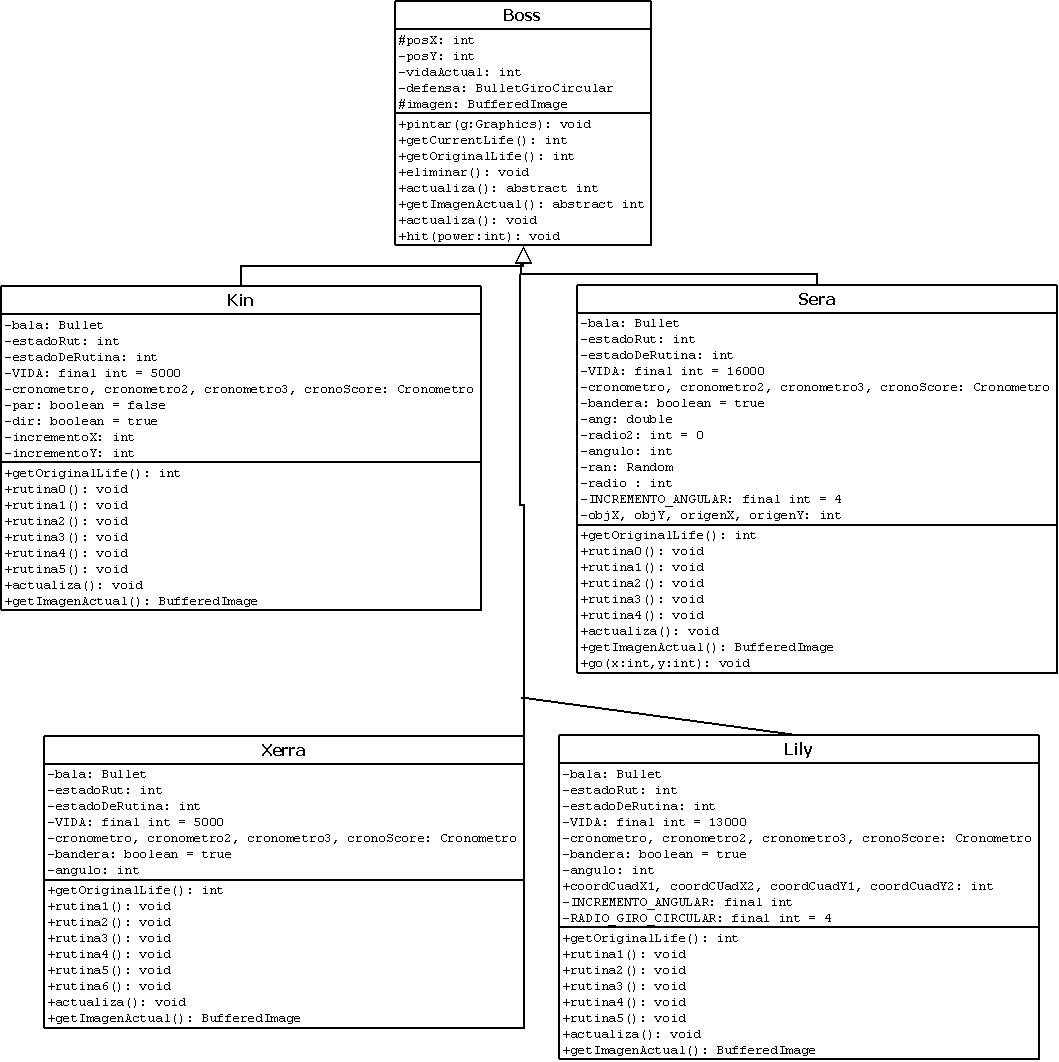 Boss
#posX: int
-posY: int
-vidaActual: int
-defensa: BulletGiroCircular
#imagen: BufferedImage
+pintar(g:Graphics): void
+getCurrentLife(): int
+getOriginalLife(): int
+eliminar(): void
+actualiza(): abstract int
+getImagenActual(): abstract int
+actualiza(): void
+hit(power:int): void
Kin
-bala: Bullet
-estadoRut: int
-estadoDeRutina: int
-VIDA: final int = 5000
-cronometro, cronometro2, cronometro3, cronoScore: Cronometro
-par: boolean = false
-dir: boolean = true
-incrementoX: int
-incrementoY: int
+getOriginalLife(): int
+rutina0(): void
+rutina1(): void
+rutina2(): void
+rutina3(): void
+rutina4(): void
+rutina5(): void
+actualiza(): void
+getImagenActual(): BufferedImage
Sera
-bala: Bullet
-estadoRut: int
-estadoDeRutina: int
-VIDA: final int = 16000
-cronometro, cronometro2, cronometro3, cronoScore: Cronometro
-bandera: boolean = true
-ang: double
-radio2: int = 0
-angulo: int
-ran: Random
-radio : int
-INCREMENTO_ANGULAR: final int = 4
-objX, objY, origenX, origenY: int
+getOriginalLife(): int
+rutina0(): void
+rutina1(): void
+rutina2(): void
+rutina3(): void
+rutina4(): void
+actualiza(): void
+getImagenActual(): BufferedImage
+go(x:int,y:int): void
Xerra
-bala: Bullet
-estadoRut: int
-estadoDeRutina: int
-VIDA: final int = 5000
-cronometro, cronometro2, cronometro3, cronoScore: Cronometro
-bandera: boolean = true
-angulo: int
+getOriginalLife(): int
+rutina1(): void
+rutina2(): void
+rutina3(): void
+rutina4(): void
+rutina5(): void
+rutina6(): void
+actualiza(): void
+getImagenActual(): BufferedImage
Lily
-bala: Bullet
-estadoRut: int
-estadoDeRutina: int
-VIDA: final int = 13000
-cronometro, cronometro2, cronometro3, cronoScore: Cronometro
-bandera: boolean = true
-angulo: int
+coordCuadX1, coordCUadX2, coordCuadY1, coordCuadY2: int
-INCREMENTO_ANGULAR: final int
-RADIO_GIRO_CIRCULAR: final int = 4
+getOriginalLife(): int
+rutina1(): void
+rutina2(): void
+rutina3(): void
+rutina4(): void
+rutina5(): void
+actualiza(): void
+getImagenActual(): BufferedImage